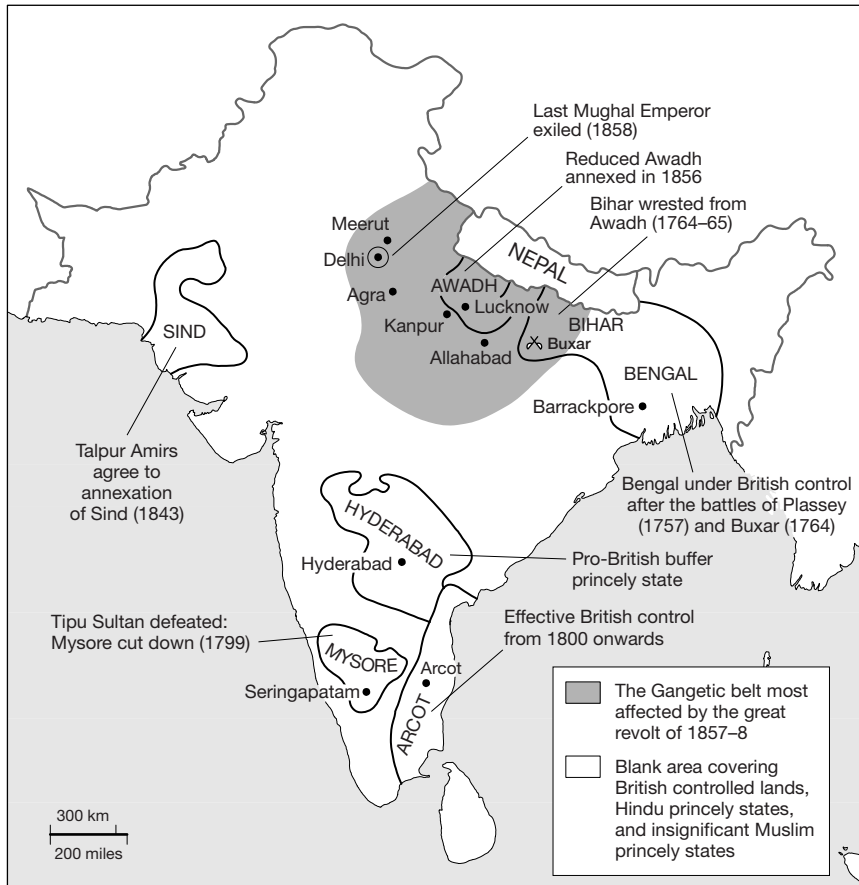 Last Mughal Emperor
exiled (1858)
Reduced Awadh
annexed in 1856
Bihar wrested from
Awadh (1764–65)
Meerut
Delhi
Agra
NEPAL
AWADH
Lucknow
Kanpur
BIHAR
Buxar
Allahabad
SIND
BENGAL
Barrackpore
Talpur Amirs
agree to
annexation
of Sind (1843)
Bengal under British control
after the battles of Plassey
(1757) and Buxar (1764)
HYDERABAD
Hyderabad
Pro-British buffer
princely state
Tipu Sultan defeated:
Mysore cut down (1799)
Effective British control
from 1800 onwards
MYSORE
Arcot
Seringapatam
ARCOT
The Gangetic belt most
affected by the great
revolt of 1857–8
Blank area covering
British controlled lands,
Hindu princely states,
and insignificant Muslim
princely states
300 km
200 miles